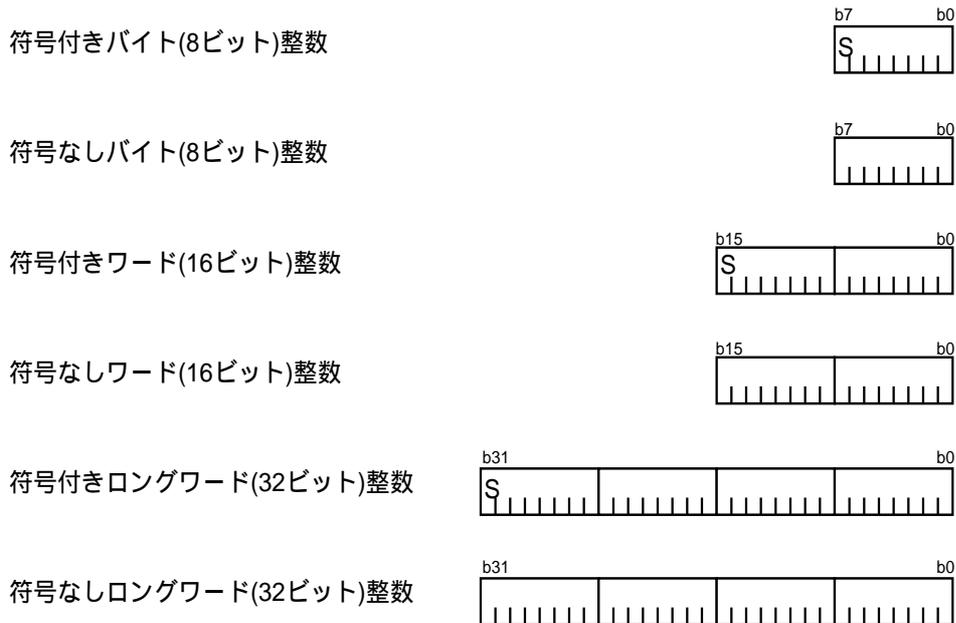 b7 b0
符号付きバイト(8ビット)整数
S
b7 b0
符号なしバイト(8ビット)整数
b15 b0
符号付きワード(16ビット)整数
S
b15 b0
符号なしワード(16ビット)整数
b31 b0
符号付きロングワード(32ビット)整数
S
b31 b0
符号なしロングワード(32ビット)整数